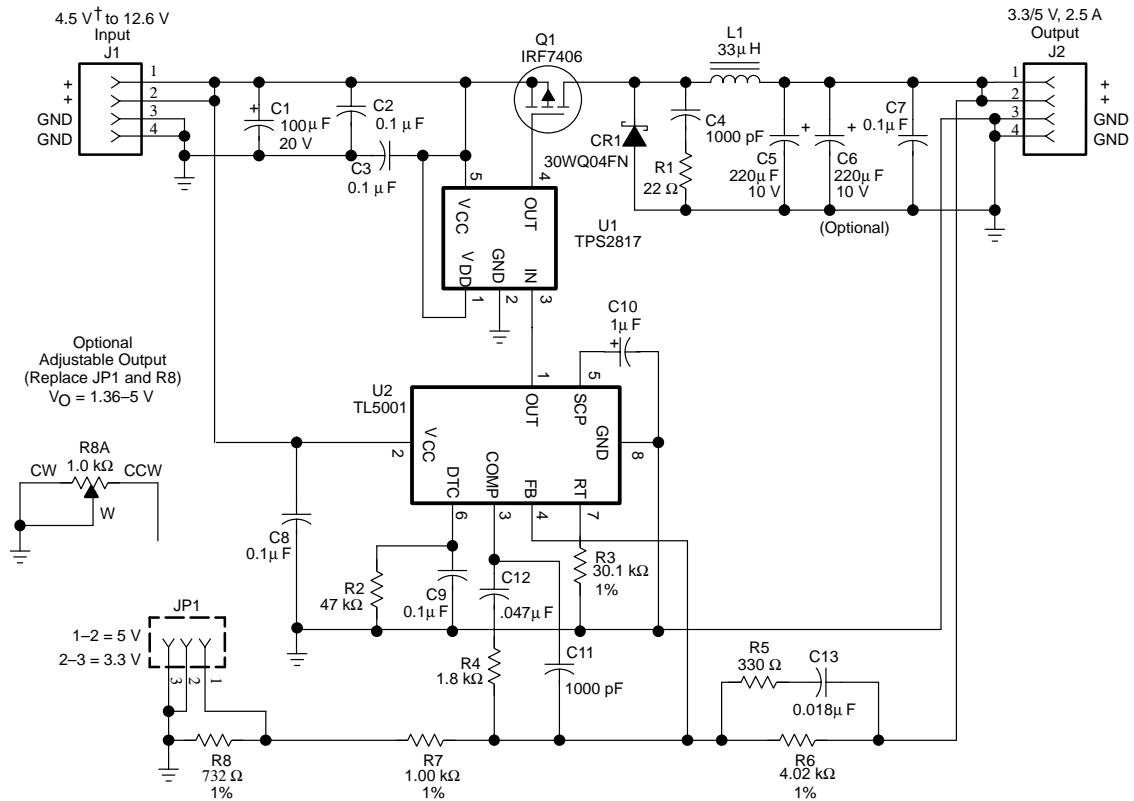 4.5 V† to 12.6 V
Input
J1
+
+
GND
GND
1
2
3
4
+
C1
100µF
20 V
C2
0.1 µF
C3
0.1 µF
Q1
IRF7406
L1
33µH
CR1
30WQ04FN
C4
1000 pF
R1
22 Ω
+
C5
220µF
10 V
+
C6
220µF
10 V
(Optional)
C7
0.1µF
3.3/5 V, 2.5 A
Output
J2
1
2
3
4
+
+
GND
GND
5
4
VCC
OUT
U1
TPS2817
VDD
GND
IN
1
2
3
C10
1µF
+
1
5
U2
TL5001
OUT
SCP
VCC
GND
2
8
DTC
COMP
FB
RT
6
3
4
7
Optional
Adjustable Output
(Replace JP1 and R8)
VO = 1.36–5 V
R8A
1.0 kΩ
CW
CCW
W
C8
0.1µF
R2
47 kΩ
C9
0.1µF
C12
.047µF
R3
30.1 kΩ
1%
JP1
1–2 = 5 V
2–3 = 3.3 V
3
2
1
R4
1.8 kΩ
C11
1000 pF
R5
330 Ω
C13
0.018µF
R8
732 Ω
1%
R7
1.00 kΩ
1%
R6
4.02 kΩ
1%